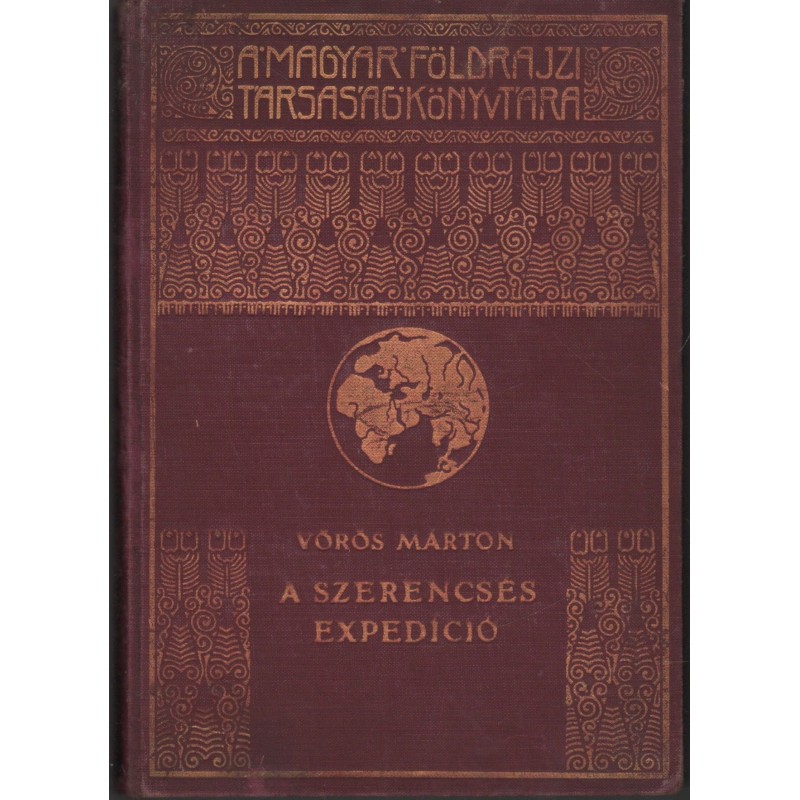 A MAGYAR FÖLDRAJZI
TÁRSASÁG KÖNYVTÁRA
VÖRÖS MÁRTON
A SZERENCSÉS
EXPEDÍCIÓ